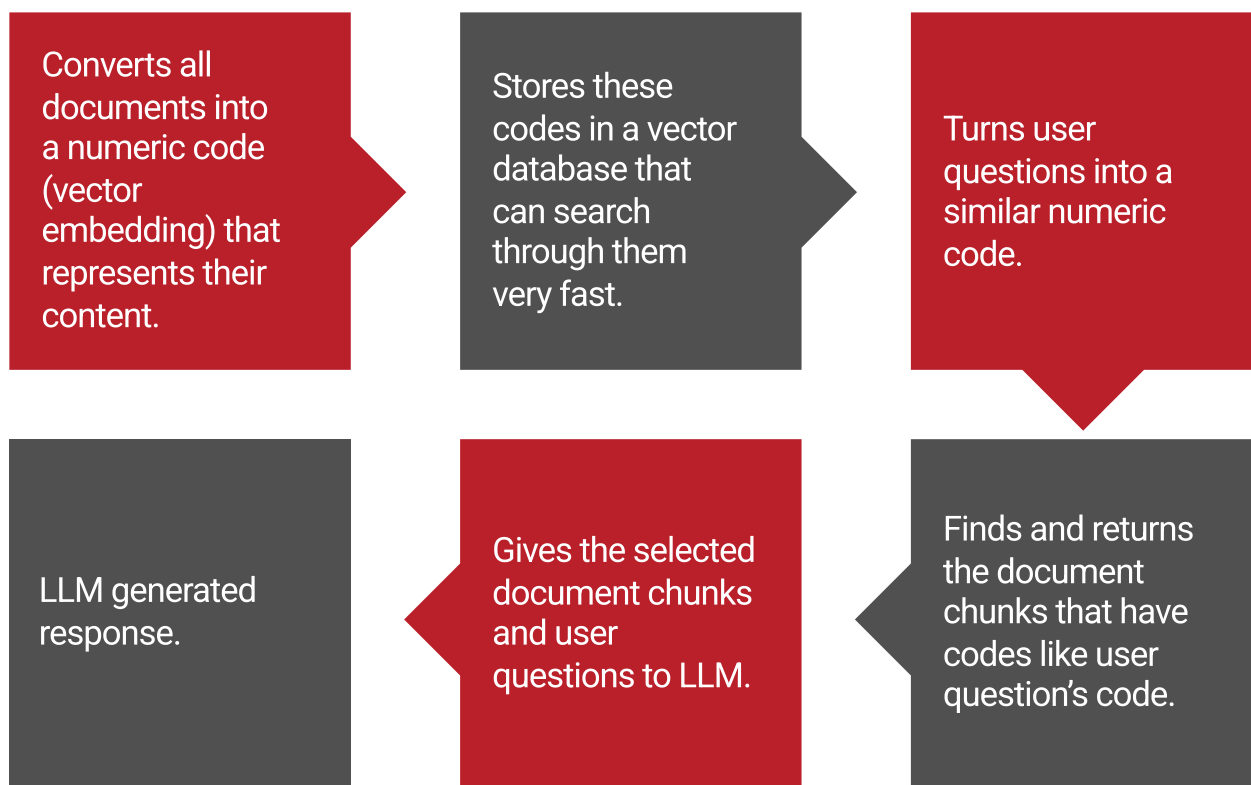 Converts all
documents into
a numeric code
(vector
embedding) that
represents their
content.
Stores these
codes in a vector
database that
can search
through them
very fast.
Turns user
questions into a
similar numeric
code.
Finds and returns
the document
chunks that have
codes like user
question’s code.
Gives the selected
document chunks
and user
questions to LLM.
LLM generated
response.